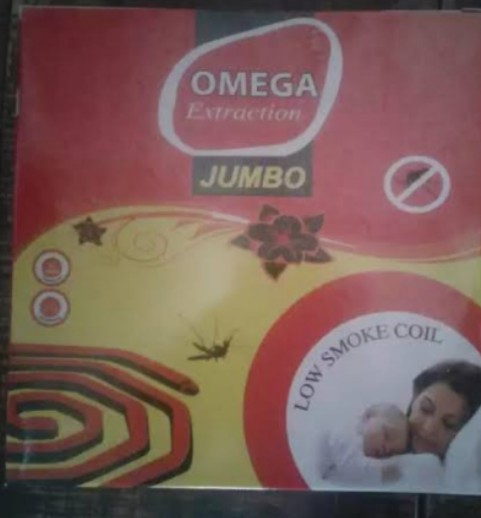 OMEGA
Extraction
JUMBO
LOW SMOKE COIL